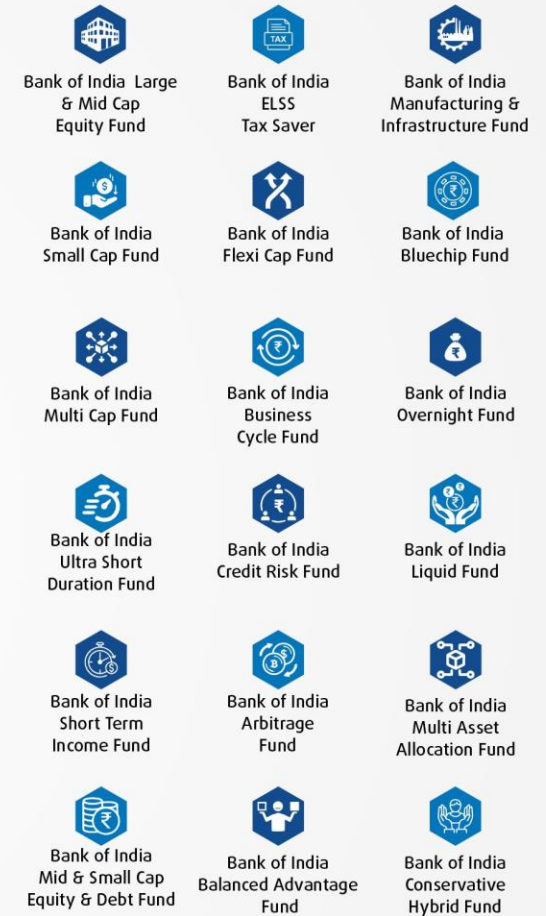 Bank of India Large
& Mid Cap
Equity Fund
TAX
Bank of India
ELSS
Tax Saver
Bank of India
Manufacturing &
Infrastructure Fund
$
Bank of India
Small Cap Fund
Bank of India
Flexi Cap Fund
₹
Bank of India
Bluechip Fund
Bank of India
Multi Cap Fund
₹
Bank of India
Business
Cycle Fund
₹
Bank of India
Overnight Fund
Bank of India
Ultra Short
Duration Fund
₹
Bank of India
Credit Risk Fund
₹ ₹
₹
Bank of India
Liquid Fund
$
Bank of India
Short Term
Income Fund
B $
Bank of India
Arbitrage
Fund
Bank of India
Multi Asset
Allocation Fund
₹
Bank of India
Mid & Small Cap
Equity & Debt Fund
Bank of India
Balanced Advantage
Fund
Bank of India
Conservative
Hybrid Fund